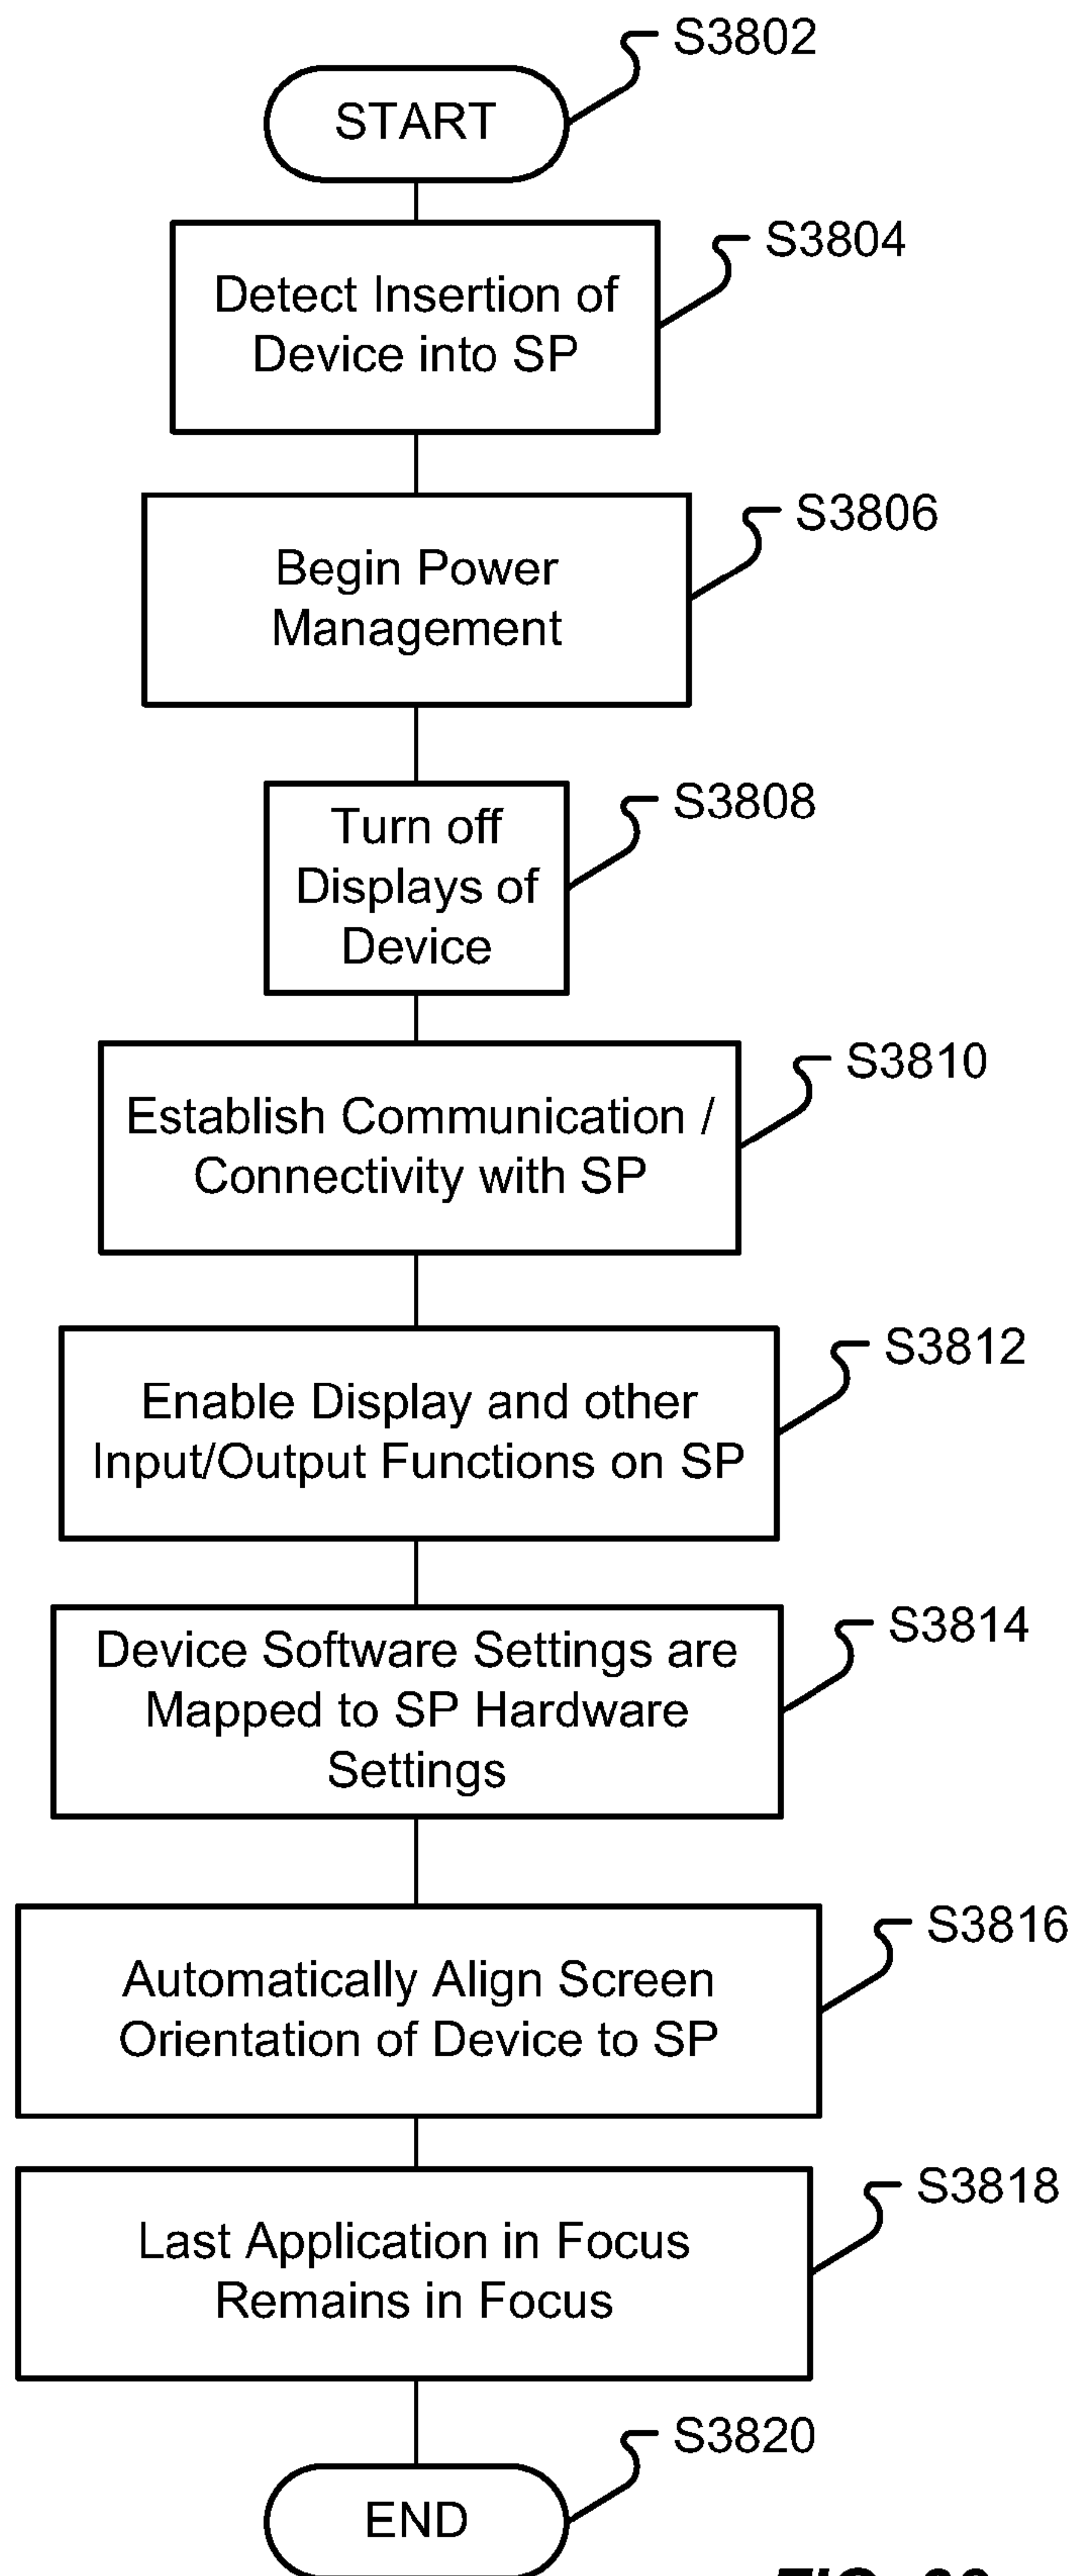 S3802
START
S3804
Detect Insertion of
Device into SP
S3806
Begin Power
Management
S3808
Turn off
Displays of
Device
S3810
Establish Communication /
Connectivity with SP
S3812
Enable Display and other
Input/Output Functions on SP
S3814
Device Software Settings are
Mapped to SP Hardware
Settings
S3816
Automatically Align Screen
Orientation of Device to SP
S3818
Last Application in Focus
Remains in Focus
S3820
END